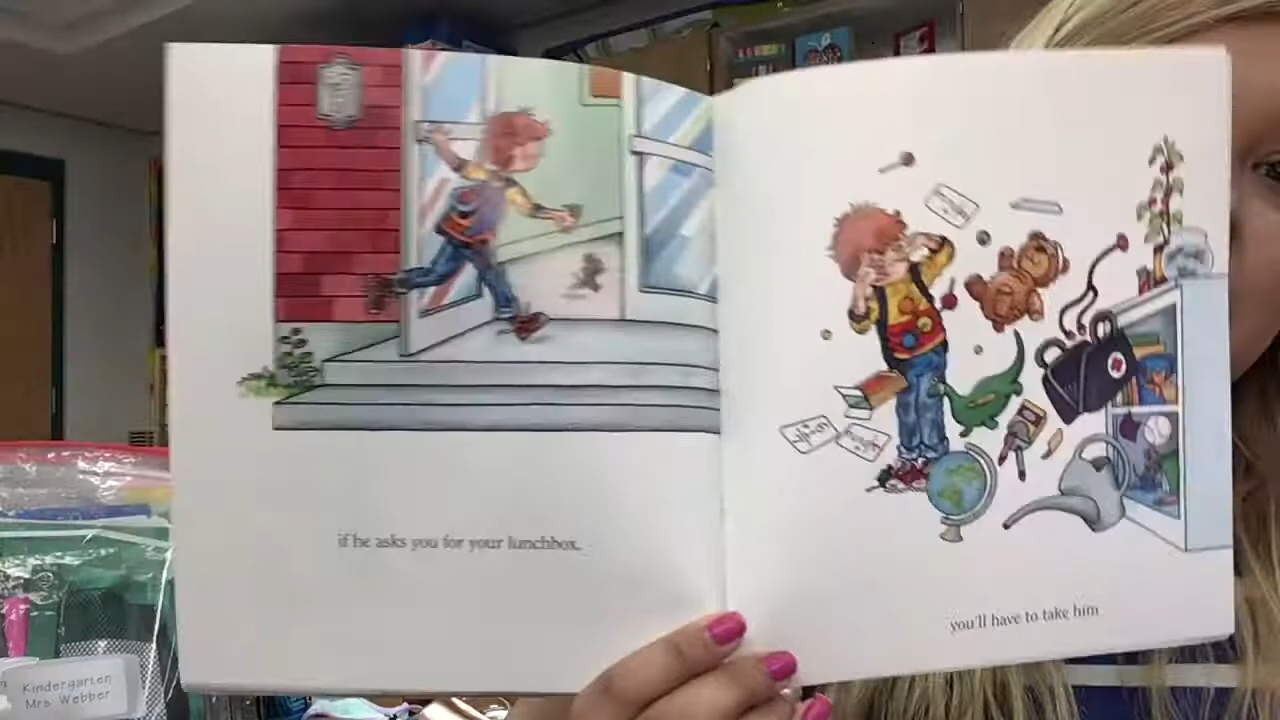 if he asks you for your lunchbox,
you'll have to take him
Kindergarten
Mrs Webber